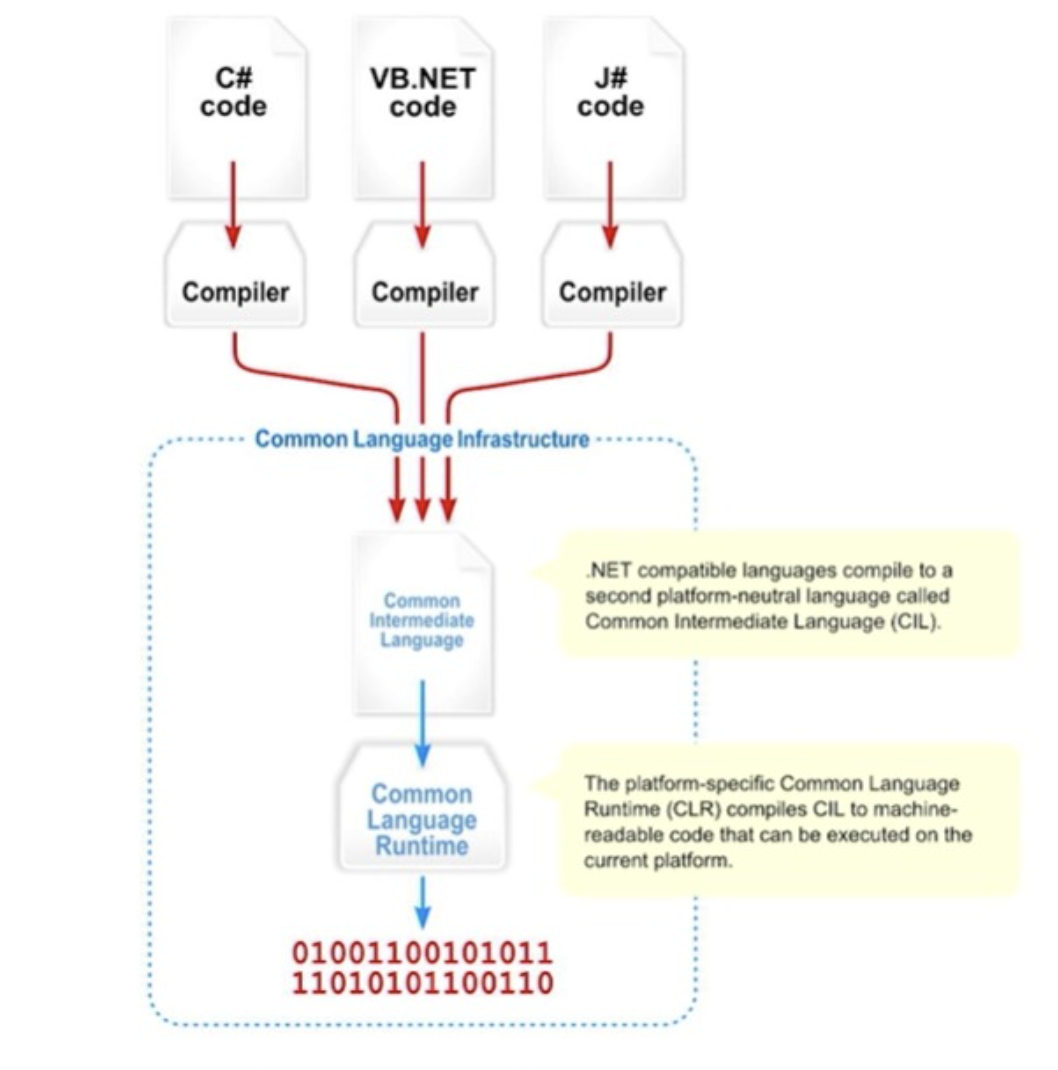 C#
code
VB.NET
code
J#
code
Compiler
Compiler
Compiler
Common Language Infrastructure
Common
Intermediate
Language
.NET compatible languages compile to a
second platform-neutral language called
Common Intermediate Language (CIL).
Common
Language
Runtime
The platform-specific Common Language
Runtime (CLR) compiles CIL to machine-
readable code that can be executed on the
current platform.
01001100101011
11010101100110